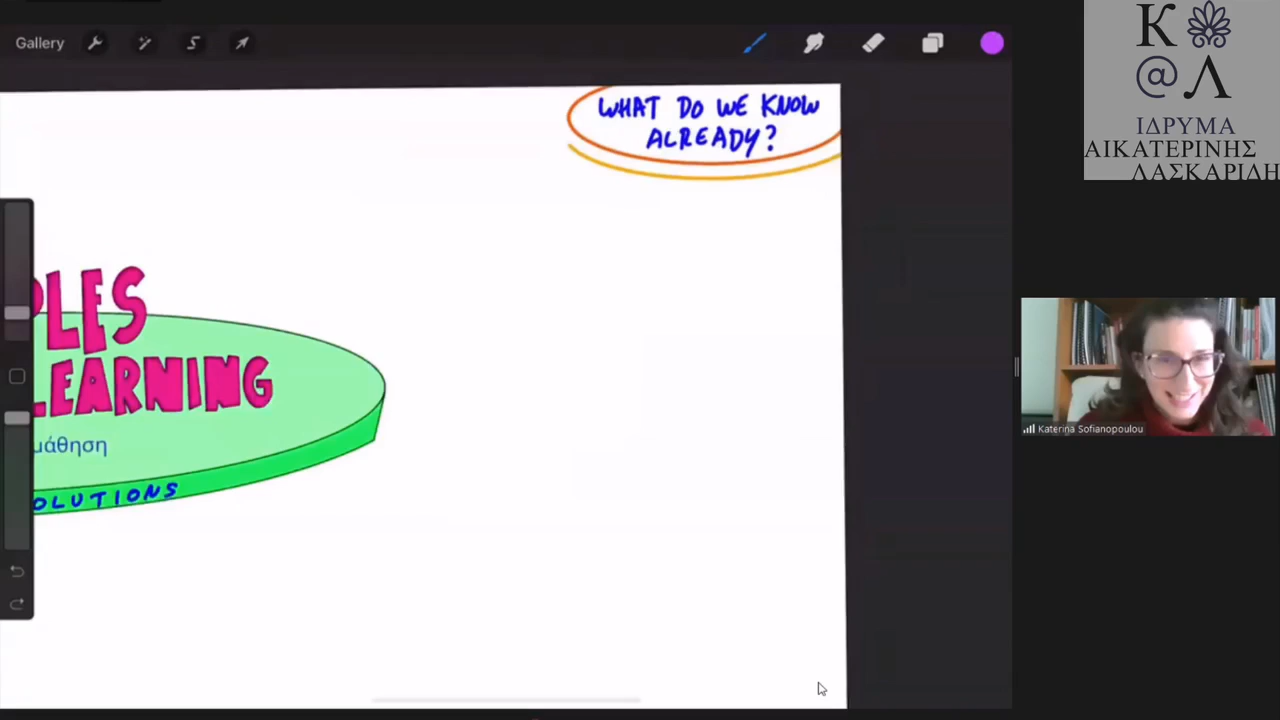 Gallery
WHAT DO WE KNOW
ALREADY?
PLES
LEARNING
μάθηση
OLUTIONS
Κ
@Λ
ΙΔΡΥΜΑ
ΑΙΚΑΤΕΡΙΝΗΣ
ΛΑΣΚΑΡΙΔΗ
Katerina Sofianopoulou